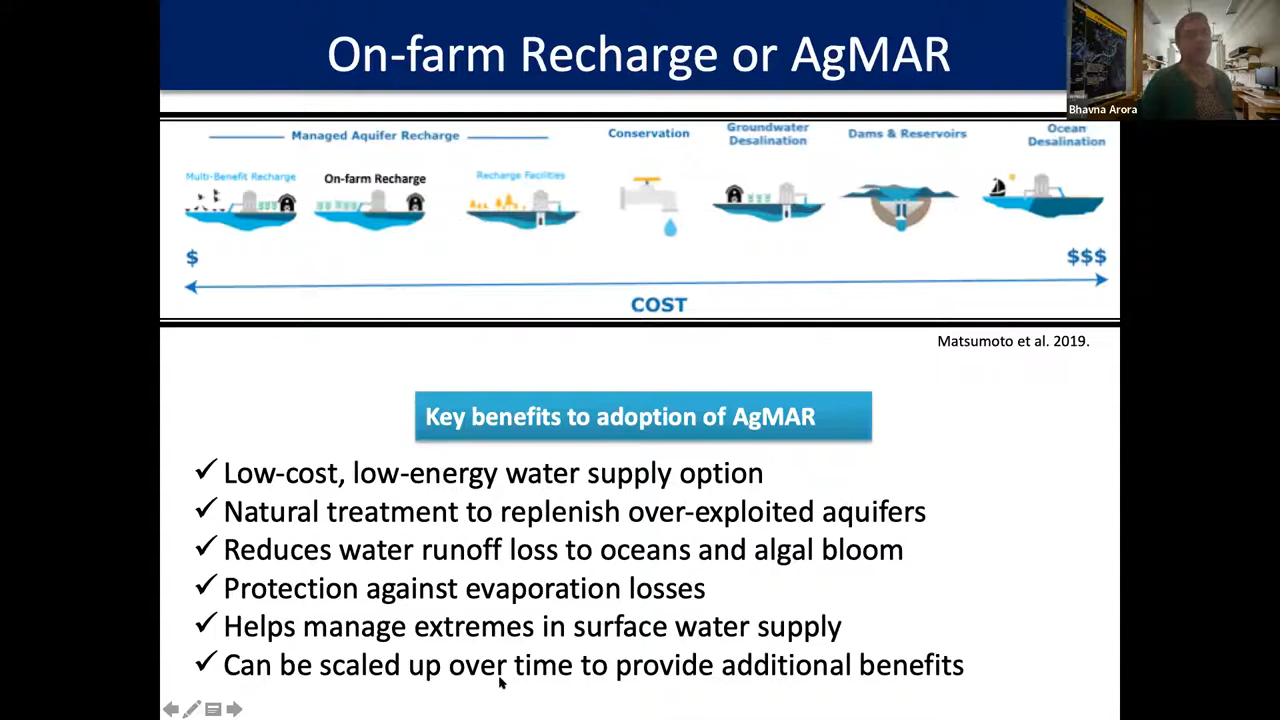 On-farm Recharge or AgMAR
Bhavna Arora
Managed Aquifer Recharge
Conservation
Groundwater
Desalination
Dams & Reservoirs
Ocean
Desalination
Multi-Benefit Recharge
On-farm Recharge
Recharge Facilities
$
$$$
COST
Matsumoto et al. 2019.
Key benefits to adoption of AgMAR
✓ Low-cost, low-energy water supply option
✓ Natural treatment to replenish over-exploited aquifers
✓ Reduces water runoff loss to oceans and algal bloom
✓ Protection against evaporation losses
✓ Helps manage extremes in surface water supply
✓ Can be scaled up over time to provide additional benefits